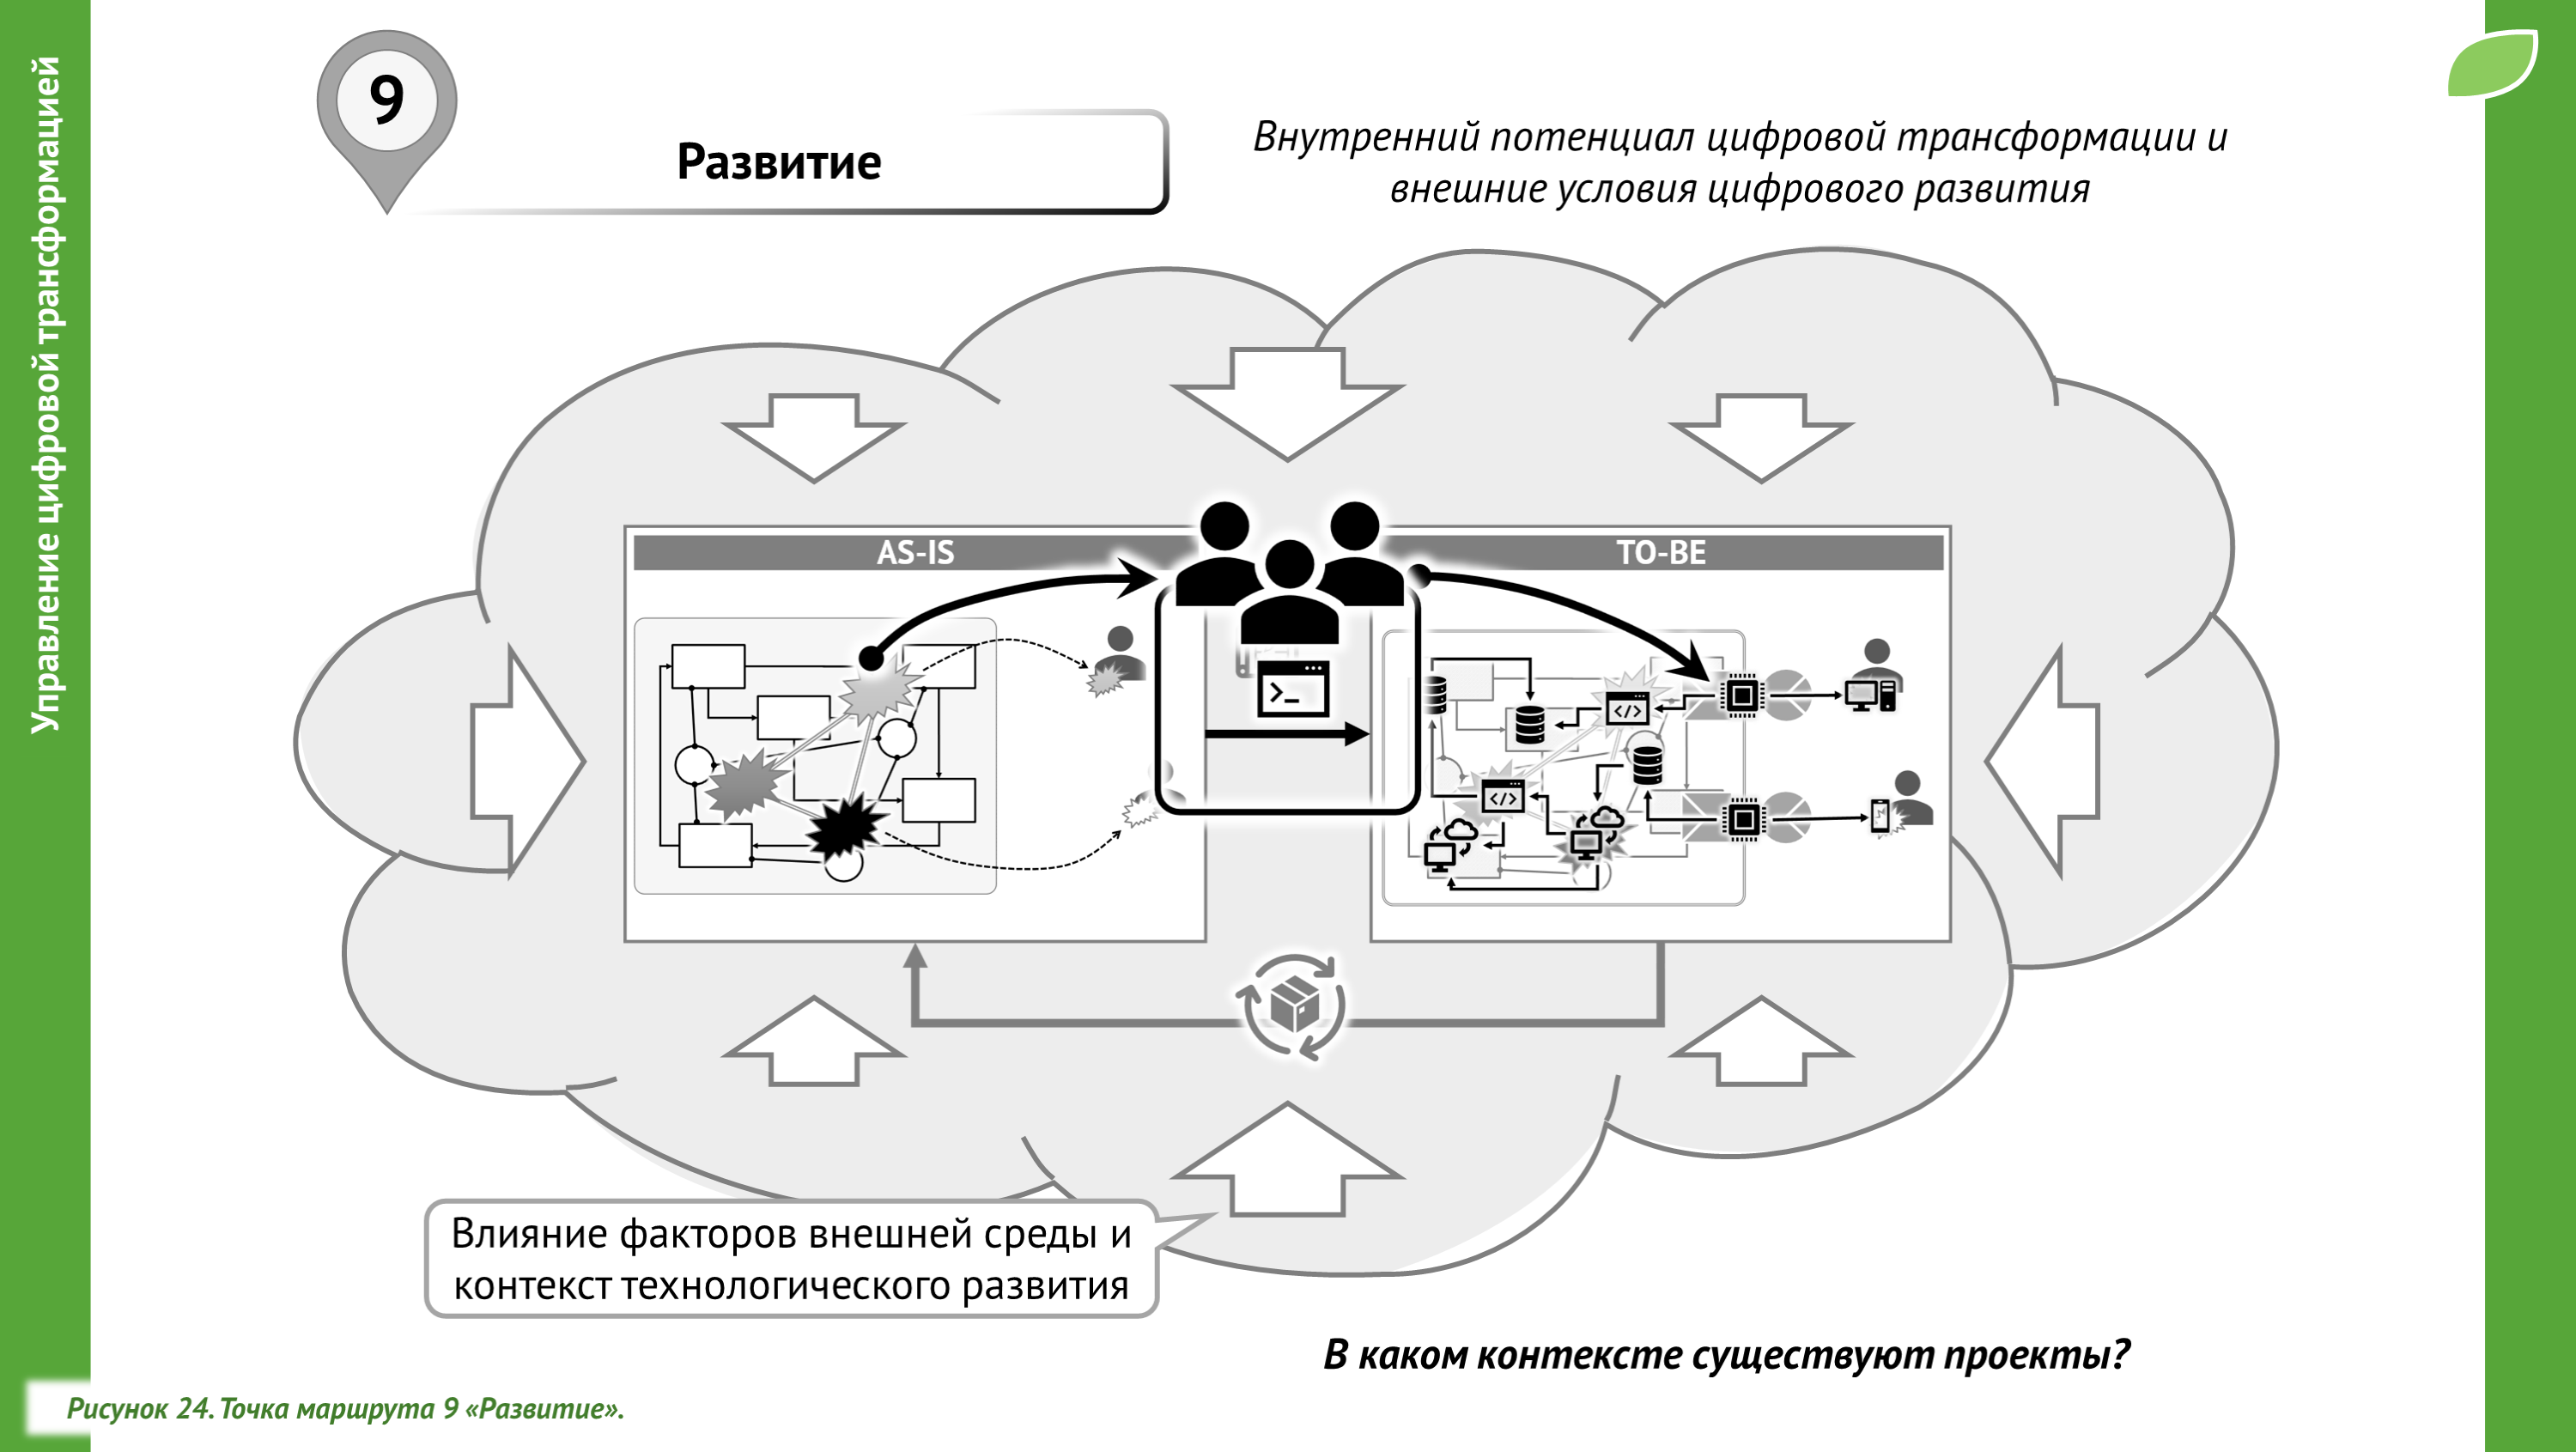 Управление цифровой трансформацией
9
Развитие
Внутренний потенциал цифровой трансформации и
внешние условия цифрового развития
AS-IS
TO-BE
>_
</>
</>
Влияние факторов внешней среды и
контекст технологического развития
В каком контексте существуют проекты?
Рисунок 24. Точка маршрута 9 «Развитие».